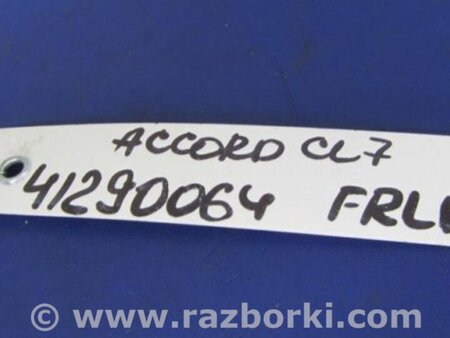 ACCORD CL7
41290064 FRL
© www.razborki.com